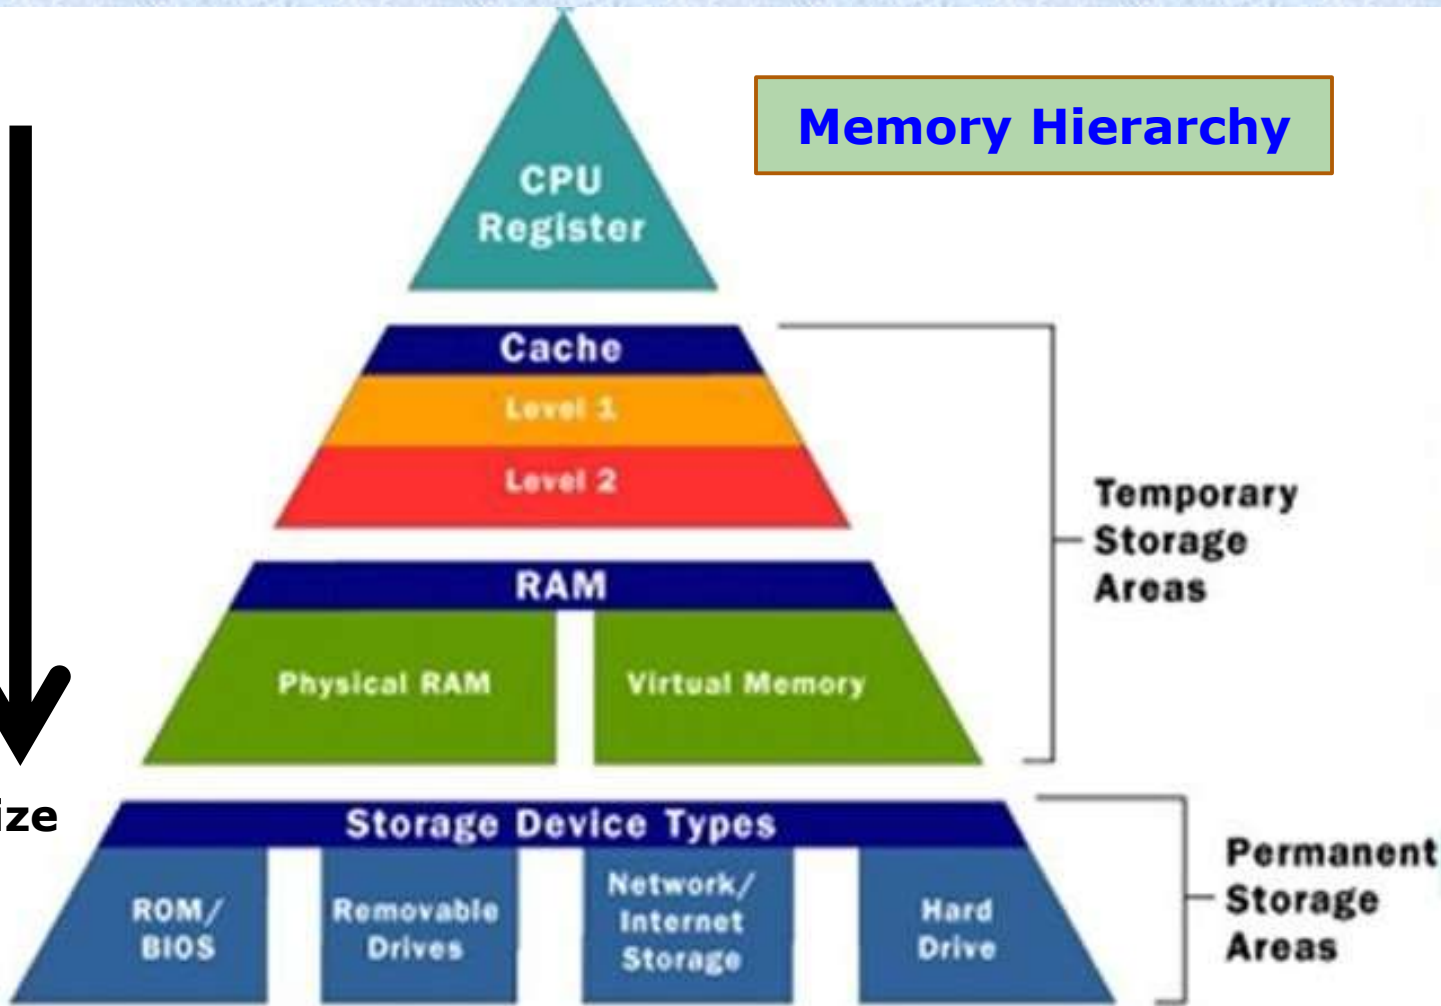 Memory Hierarchy
CPU
Register
Cache
Level 1
Level 2
Temporary
Storage
Areas
RAM
Physical RAM
Virtual Memory
ize
Storage Device Types
ROM/
BIOS
Removable
Drives
Network/
Internet
Storage
Hard
Drive
Permanent
Storage
Areas